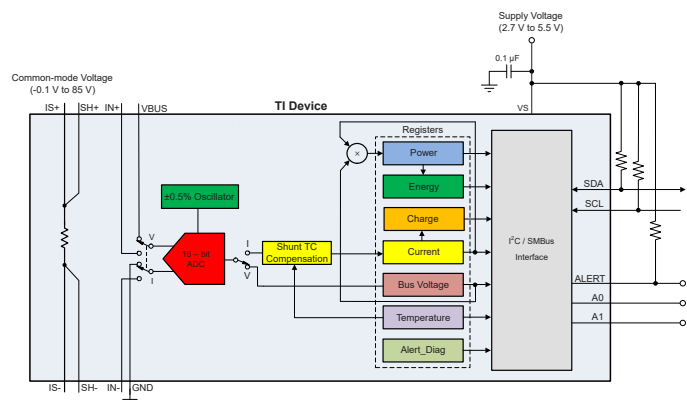 Supply Voltage
(2.7 V to 5.5 V)
0.1 µF
Common-mode Voltage
(-0.1 V to 85 V)
IS+ SH+ IN+ VBUS
TI Device
VS
Registers
×
Power
Energy
Charge
Current
Bus Voltage
Temperature
Alert_Diag
±0.5% Oscillator
16 – bit
ADC
V
I
I
V
Shunt TC
Compensation
I²C / SMBus
Interface
SDA
SCL
ALERT
A0
A1
IS- SH- IN- GND